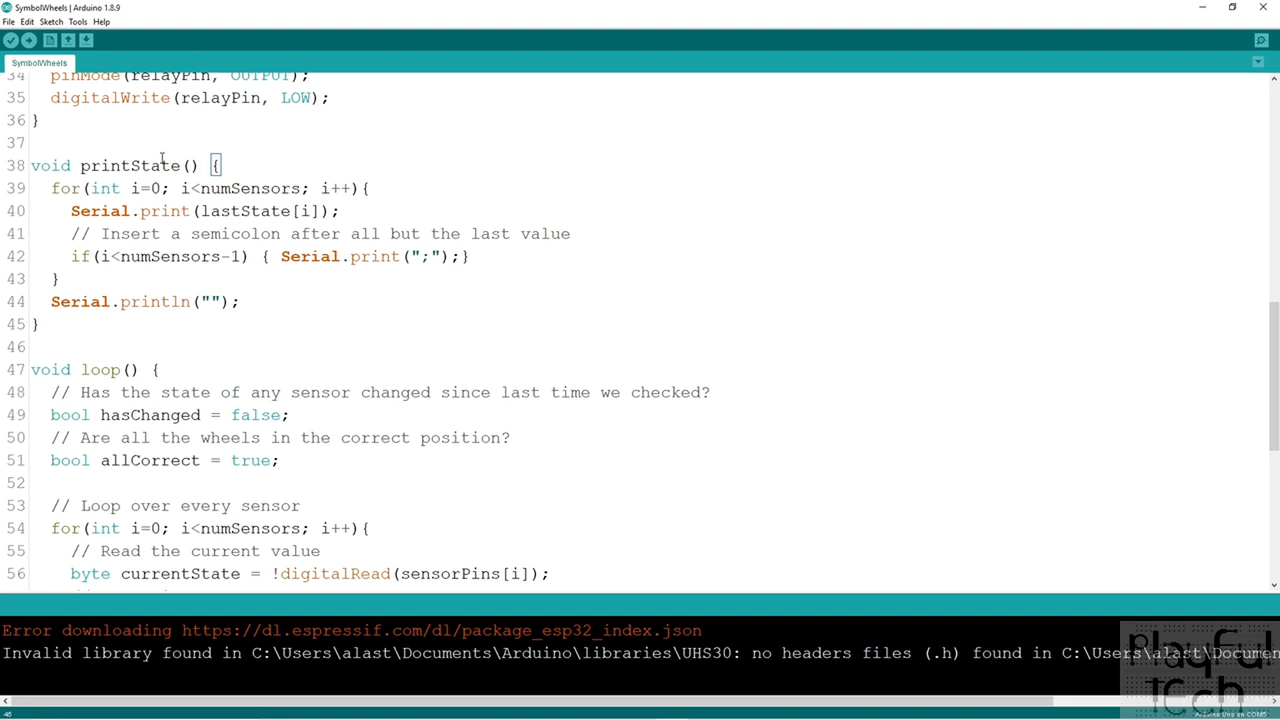 SymbolWheels | Arduino 1.8.9
File Edit Sketch Tools Help
SymbolWheels
34 pinMode(relayPin, OUTPUT);
35 digitalWrite(relayPin, LOW);
36 }
37
38 void printState() {
39 for(int i=0; i<numSensors; i++){
40 Serial.print(lastState[i]);
41 // Insert a semicolon after all but the last value
42 if(i<numSensors-1) { Serial.print(";");}
43 }
44 Serial.println("");
45 }
46
47 void loop() {
48 // Has the state of any sensor changed since last time we checked?
49 bool hasChanged = false;
50 // Are all the wheels in the correct position?
51 bool allCorrect = true;
52
53 // Loop over every sensor
54 for(int i=0; i<numSensors; i++){
55 // Read the current value
56 byte currentState = !digitalRead(sensorPins[i]);
Error downloading https://dl.espressif.com/dl/package_esp32_index.json
Invalid library found in C:\Users\alast\Documents\Arduino\libraries\UHS30: no headers files (.h) found in C:\Users\alast\Documen
Playful
Tech
45
Arduino Uno on COM5